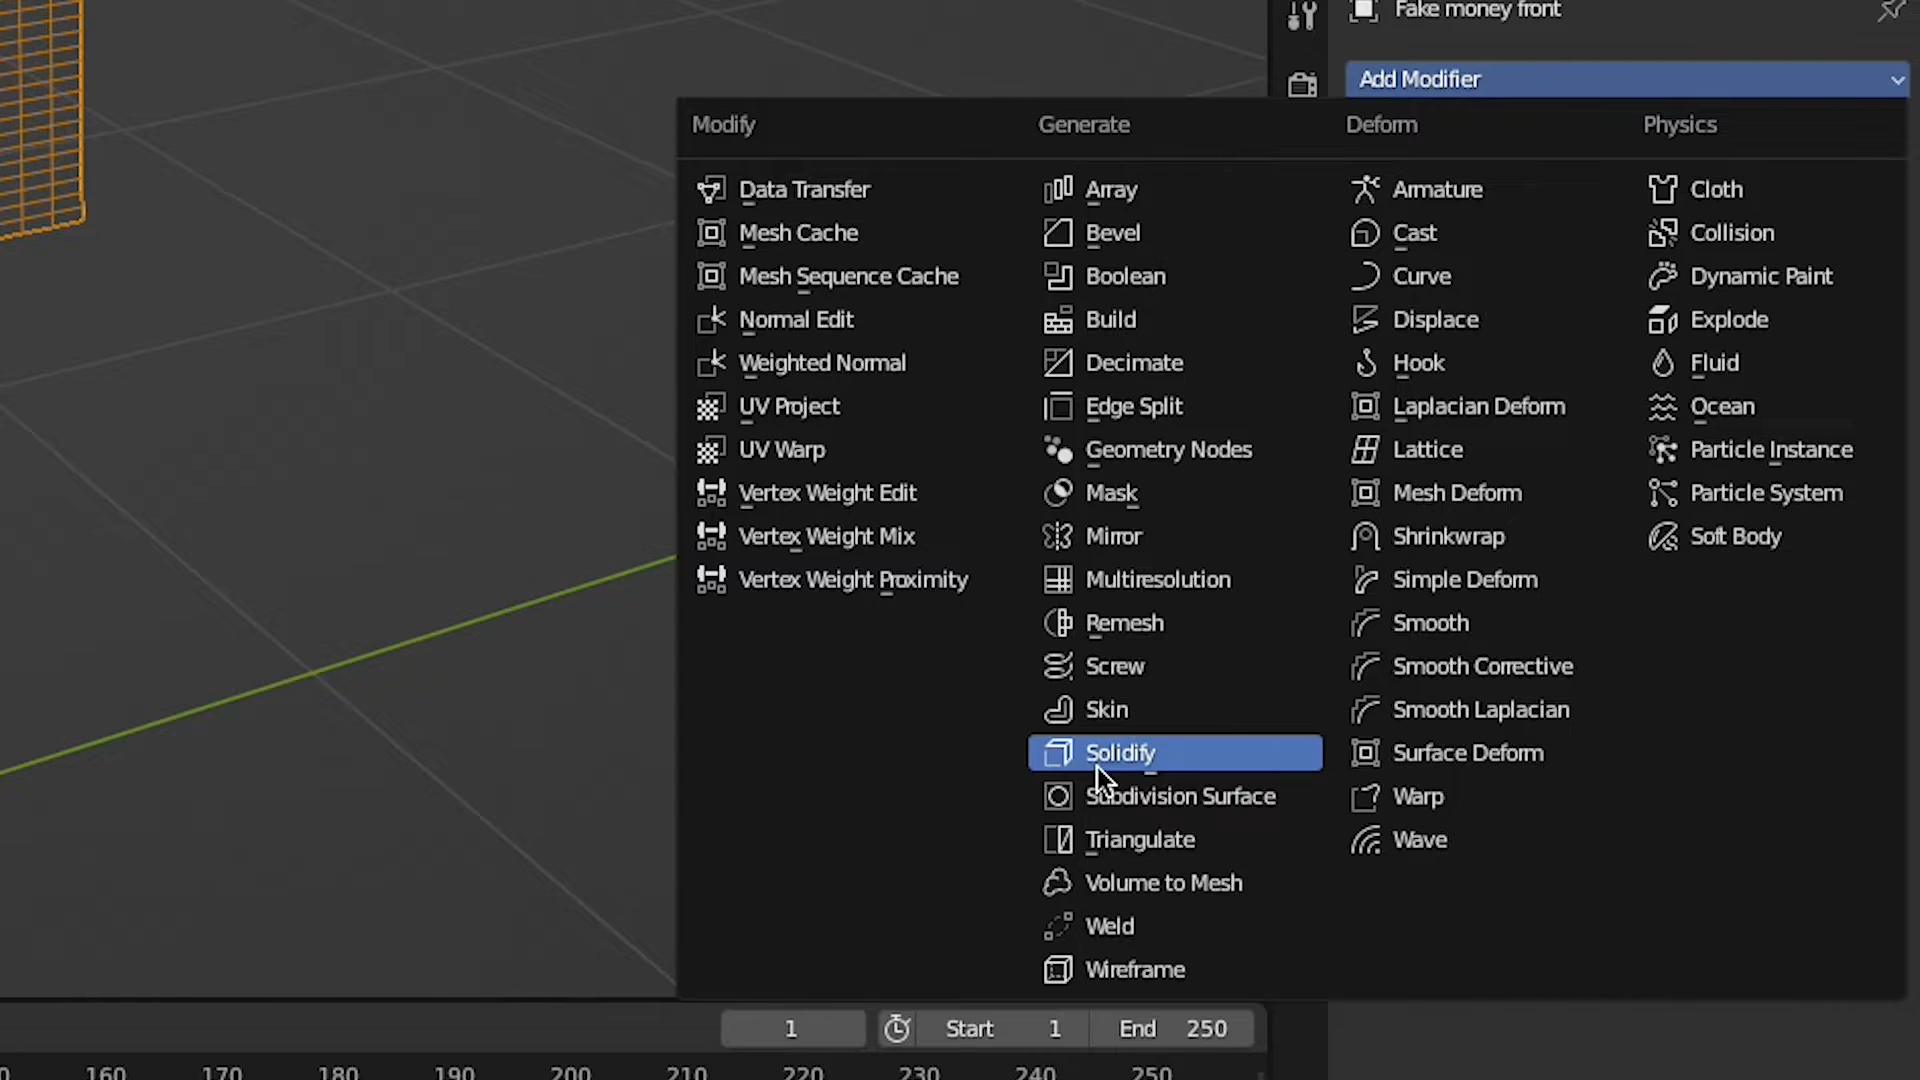 Fake money front
Add Modifier
Modify
Generate
Deform
Physics
Data Transfer
Mesh Cache
Mesh Sequence Cache
Normal Edit
Weighted Normal
UV Project
UV Warp
Vertex Weight Edit
Vertex Weight Mix
Vertex Weight Proximity
Array
Bevel
Boolean
Build
Decimate
Edge Split
Geometry Nodes
Mask
Mirror
Multiresolution
Remesh
Screw
Skin
Solidify
Subdivision Surface
Triangulate
Volume to Mesh
Weld
Wireframe
Armature
Cast
Curve
Displace
Hook
Laplacian Deform
Lattice
Mesh Deform
Shrinkwrap
Simple Deform
Smooth
Smooth Corrective
Smooth Laplacian
Surface Deform
Warp
Wave
Cloth
Collision
Dynamic Paint
Explode
Fluid
Ocean
Particle Instance
Particle System
Soft Body
1 Start 1 End 250
160 170 180 190 200 210 220 230 240 250